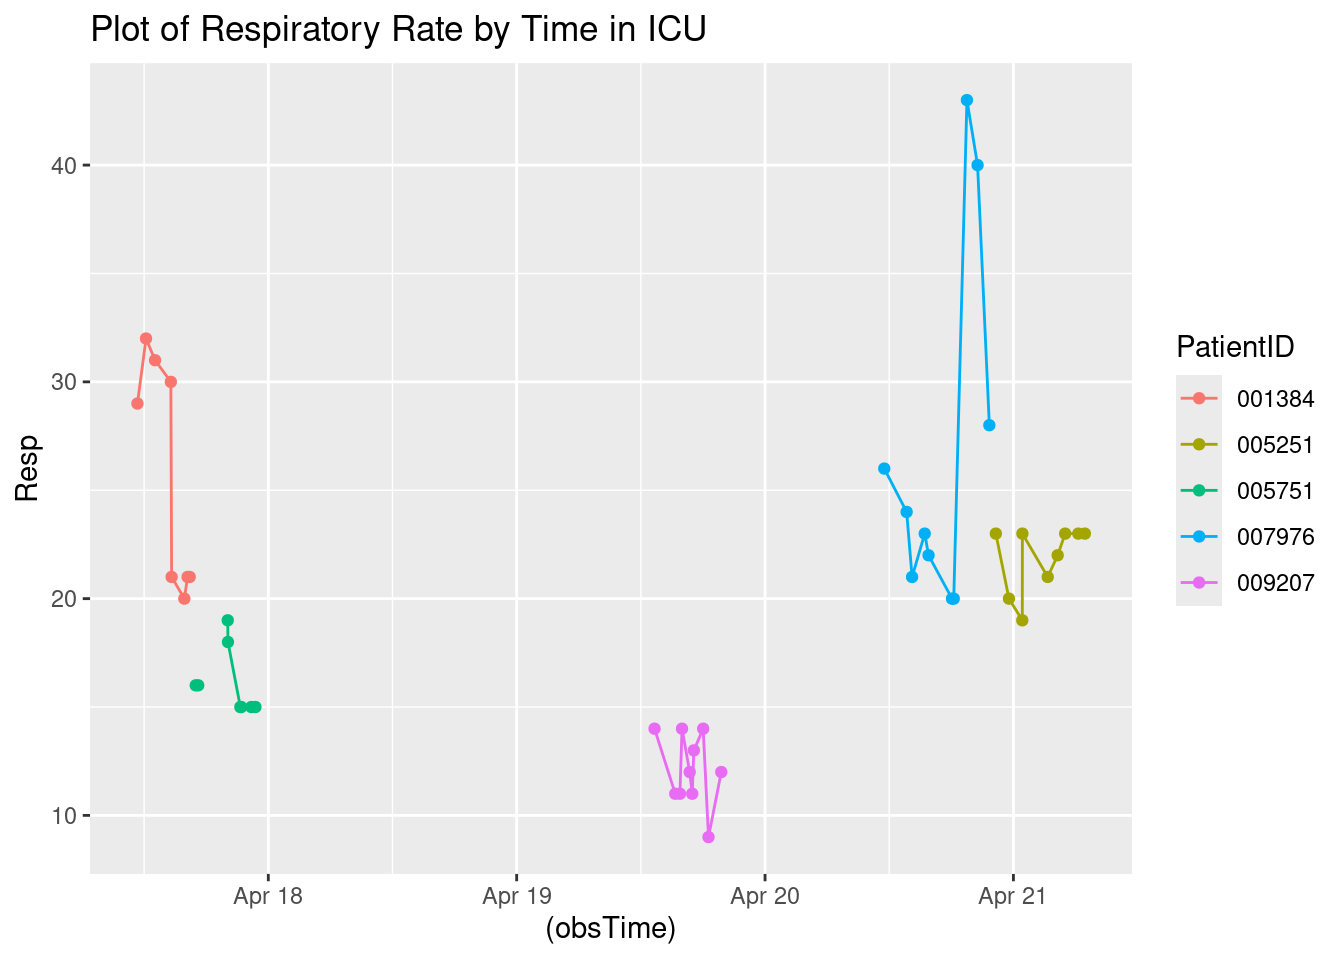 Plot of Respiratory Rate by Time in ICU
40
30
20
10
Resp
Apr 18
Apr 19
Apr 20
Apr 21
(obsTime)
PatientID
001384
005251
005751
007976
009207